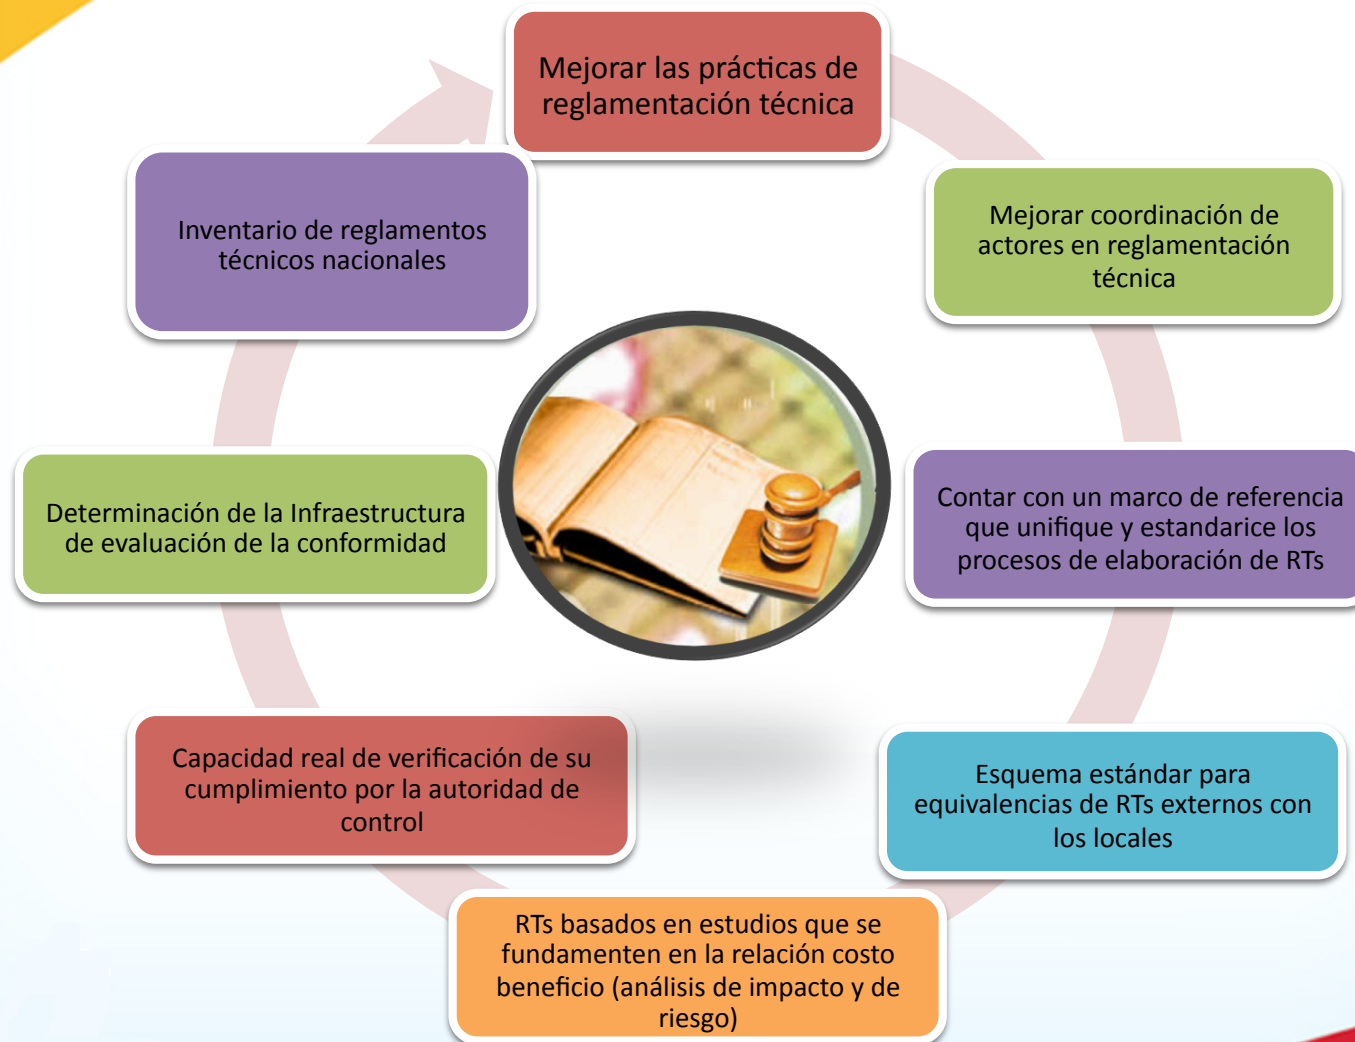 Mejorar las prácticas de
reglamentación técnica
Mejorar coordinación de
actores en reglamentación
técnica
Contar con un marco de referencia
que unifique y estandarice los
procesos de elaboración de RTs
Esquema estándar para
equivalencias de RTs externos con
los locales
RTs basados en estudios que se
fundamenten en la relación costo
beneficio (análisis de impacto y de
riesgo)
Capacidad real de verificación de su
cumplimiento por la autoridad de
control
Determinación de la Infraestructura
de evaluación de la conformidad
Inventario de reglamentos
técnicos nacionales